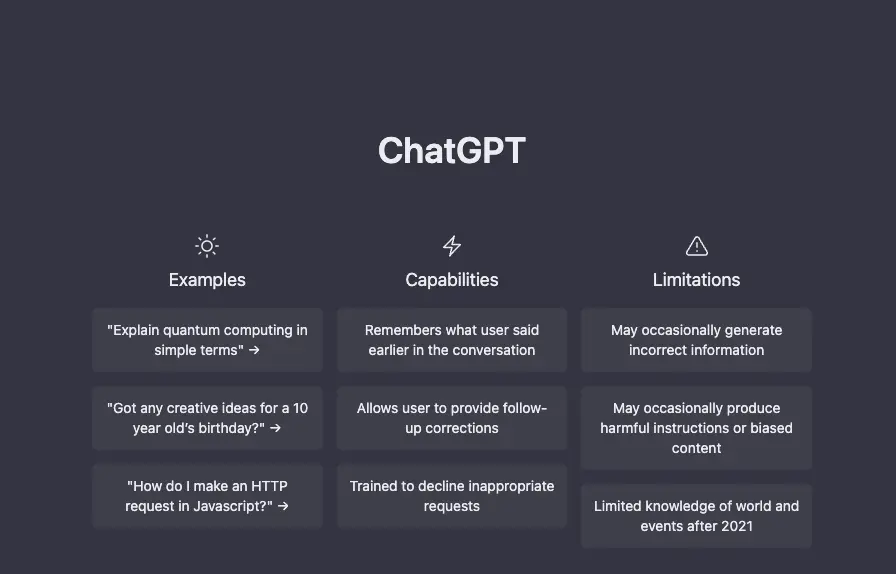 ChatGPT
Examples
"Explain quantum computing in
simple terms" →
"Got any creative ideas for a 10
year old's birthday?" →
"How do I make an HTTP
request in Javascript?" →
Capabilities
Remembers what user said
earlier in the conversation
Allows user to provide follow-
up corrections
Trained to decline inappropriate
requests
Limitations
May occasionally generate
incorrect information
May occasionally produce
harmful instructions or biased
content
Limited knowledge of world and
events after 2021